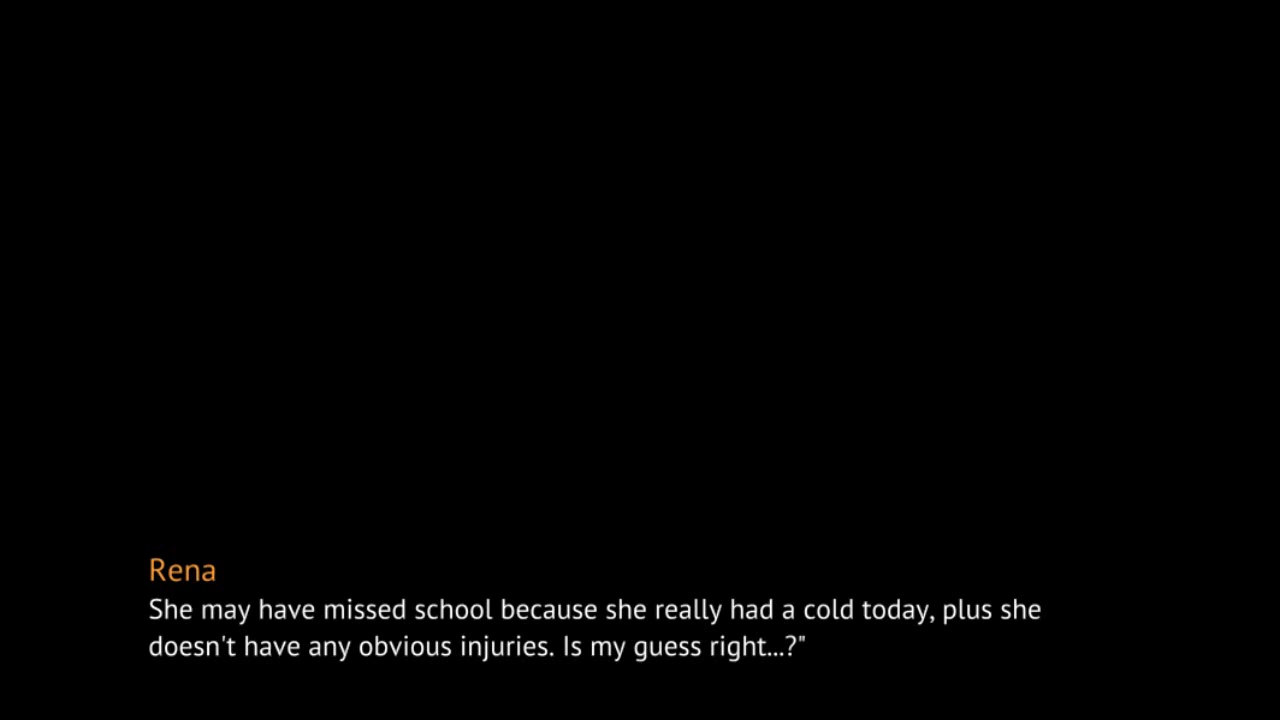 Rena
She may have missed school because she really had a cold today, plus she
doesn't have any obvious injuries. Is my guess right...?"